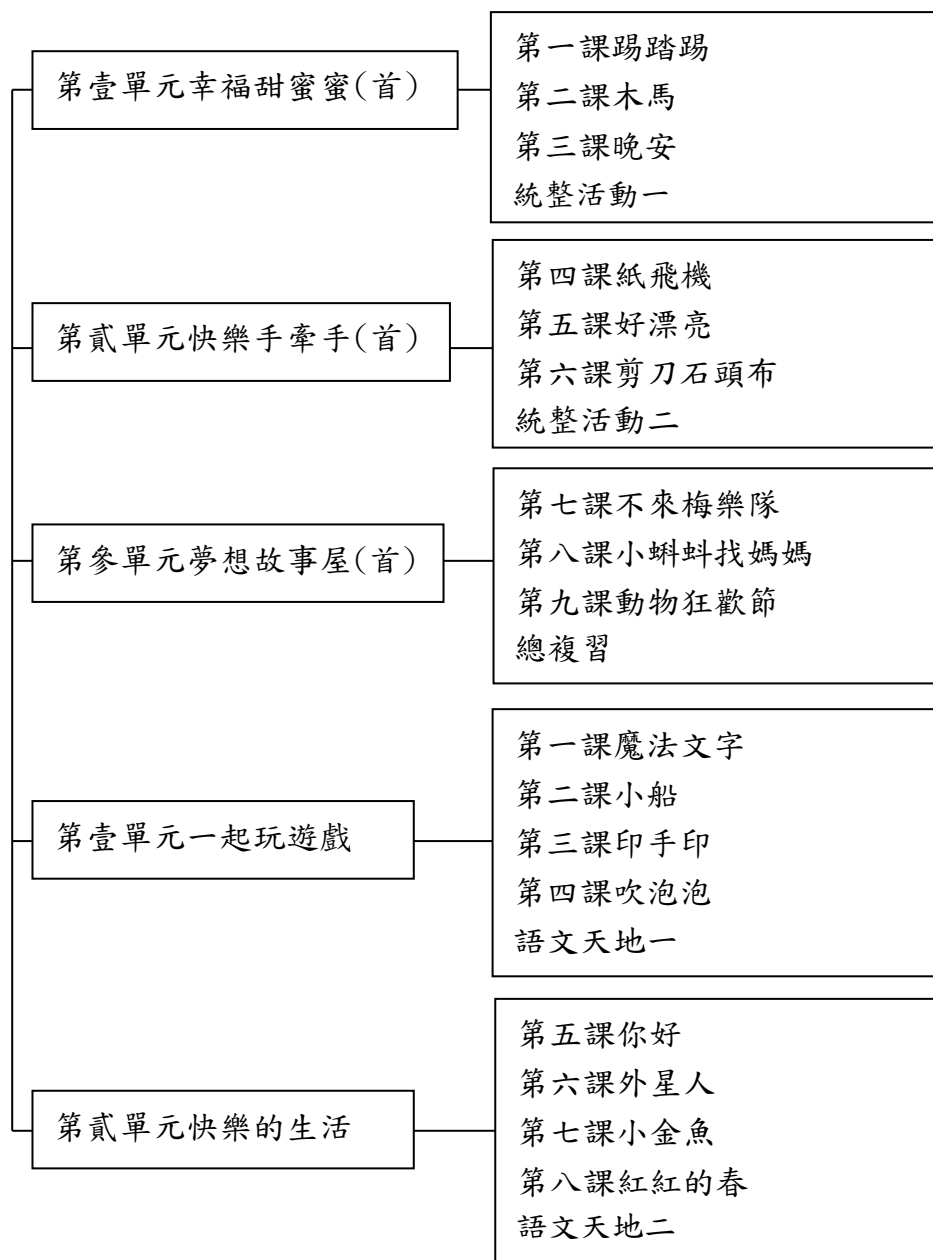 第壹單元幸福甜蜜蜜(首)
第一課踢踏踢
第二課木馬
第三課晚安
統整活動一
第貳單元快樂手牽手(首)
第四課紙飛機
第五課好漂亮
第六課剪刀石頭布
統整活動二
第參單元夢想故事屋(首)
第七課不來梅樂隊
第八課小蝌蚪找媽媽
第九課動物狂歡節
總複習
第壹單元一起玩遊戲
第一課魔法文字
第二課小船
第三課印手印
第四課吹泡泡
語文天地一
第貳單元快樂的生活
第五課你好
第六課外星人
第七課小金魚
第八課紅紅的春
語文天地二